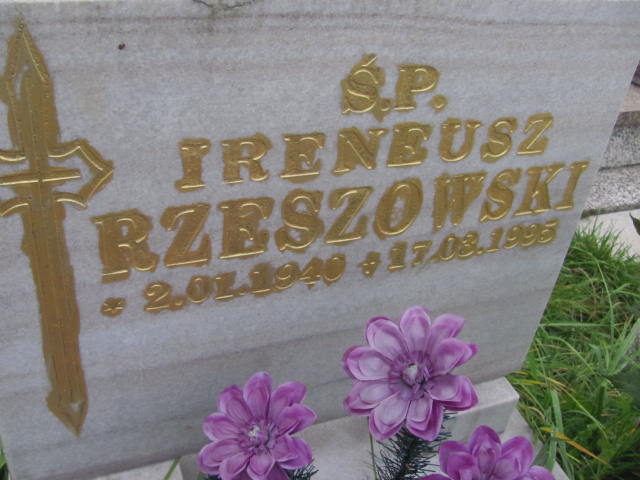 Ś.P.
IRENEUSZ
RZESZOWSKI
* 2.01.1940 + 17.03.1995